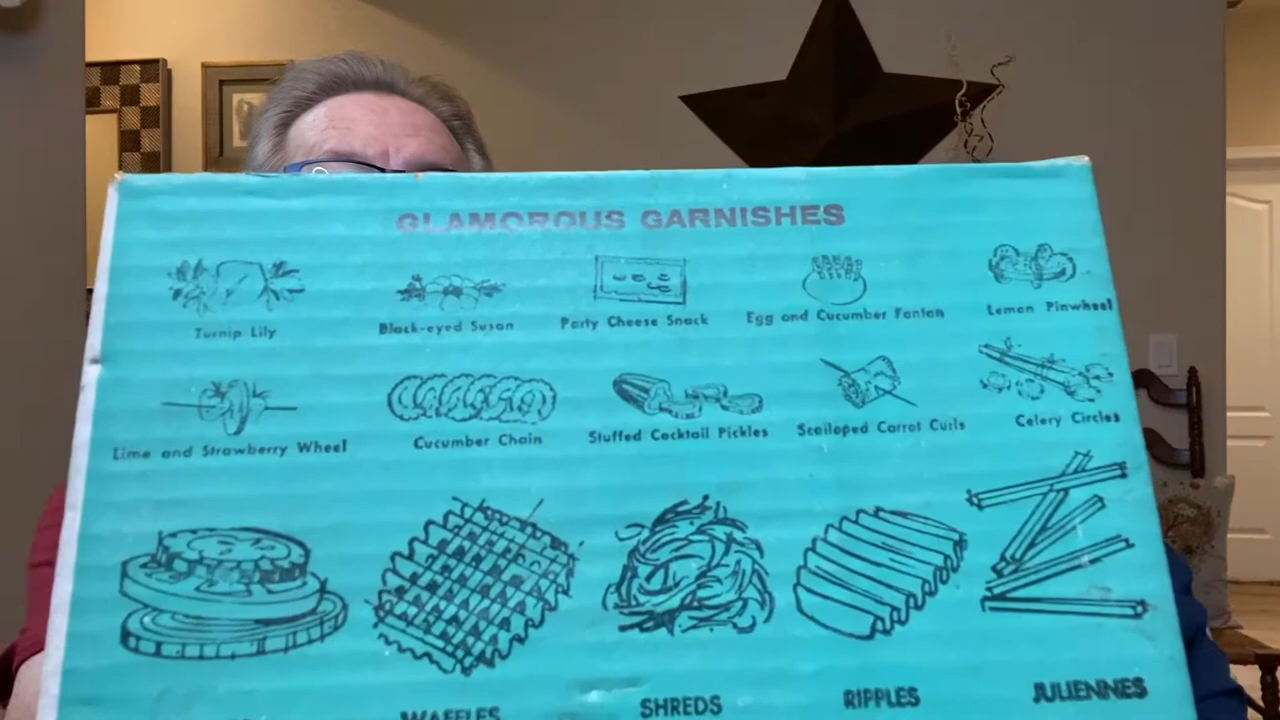 GLAMOROUS GARNISHES
Turnip Lily
Black-eyed Susan
Party Cheese Snack
Egg and Cucumber Fantan
Lemon Pinwheel
Lime and Strawberry Wheel
Cucumber Chain
Stuffed Cocktail Pickles
Scalloped Carrot Curls
Celery Circles
WAFFLES
SHREDS
RIPPLES
JULIENNES